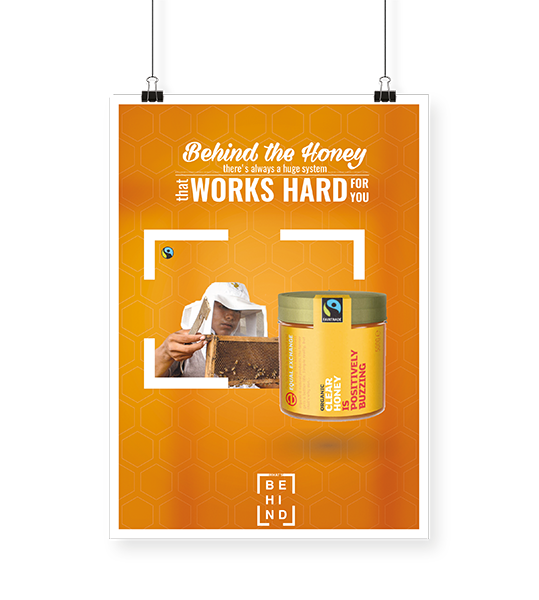 Behind the Honey
there's always a huge system
that WORKS HARD FOR YOU
FAIRTRADE
EQUAL EXCHANGE
ORGANIC
CLEAR
HONEY
IS
POSITIVELY
BUZZING
BE
HI
ND